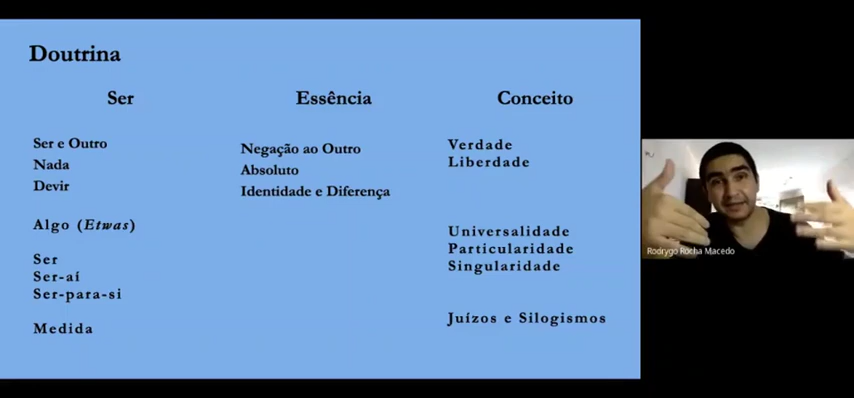 Doutrina
Ser
Ser e Outro
Nada
Devir
Algo (Etwas)
Ser
Ser-aí
Ser-para-si
Medida
Essência
Negação ao Outro
Absoluto
Identidade e Diferença
Conceito
Verdade
Liberdade
Universalidade
Particularidade
Singularidade
Juízos e Silogismos
Rodrygo Rocha Macedo